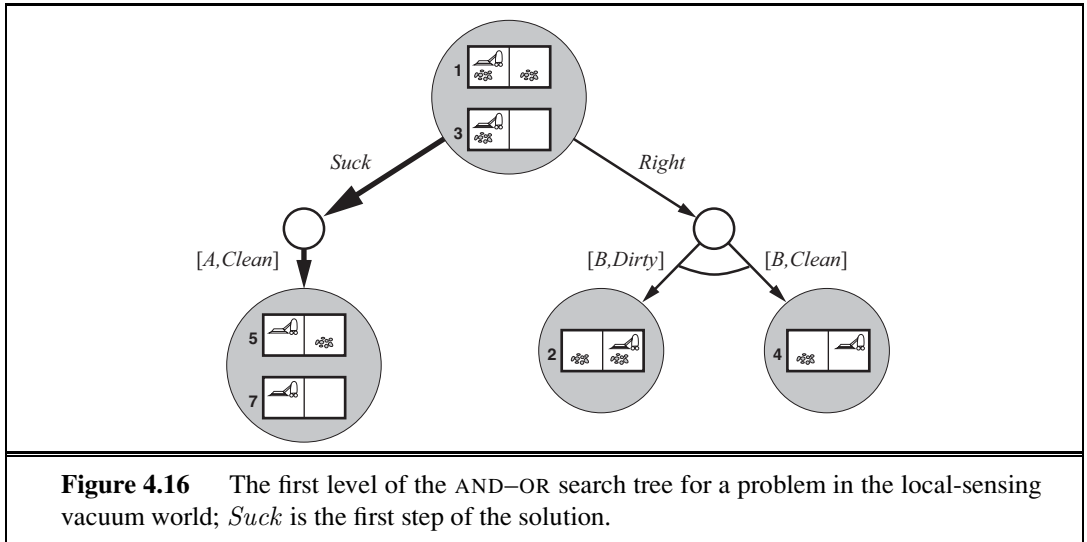 1
3
Suck
Right
[A,Clean]
[B,Dirty]
[B,Clean]
5
2
4
7
Figure 4.16 The first level of the AND–OR search tree for a problem in the local-sensing
vacuum world; Suck is the first step of the solution.